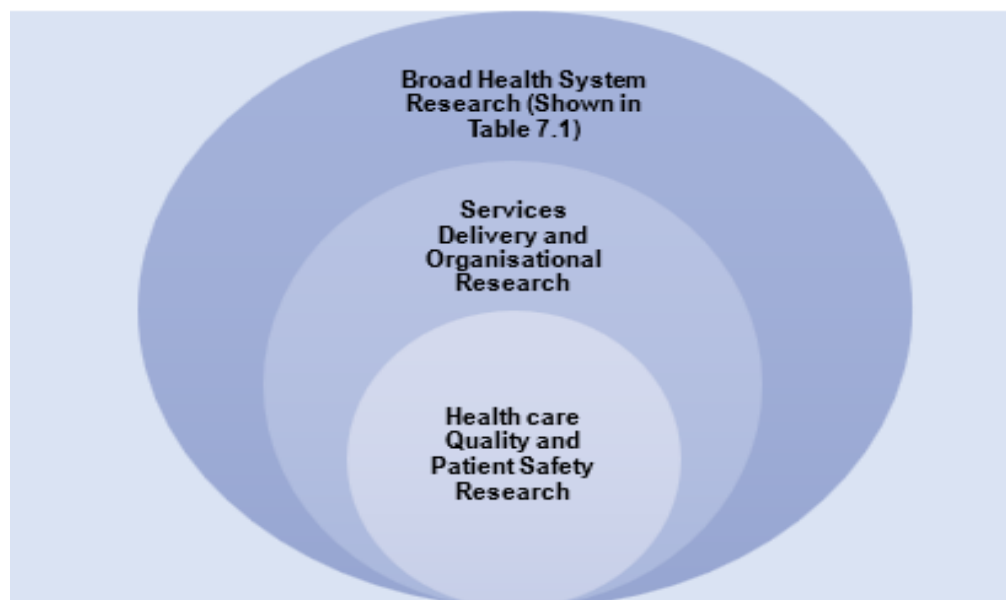 Broad Health System
Research (Shown in
Table 7.1)
Services
Delivery and
Organisational
Research
Health care
Quality and
Patient Safety
Research